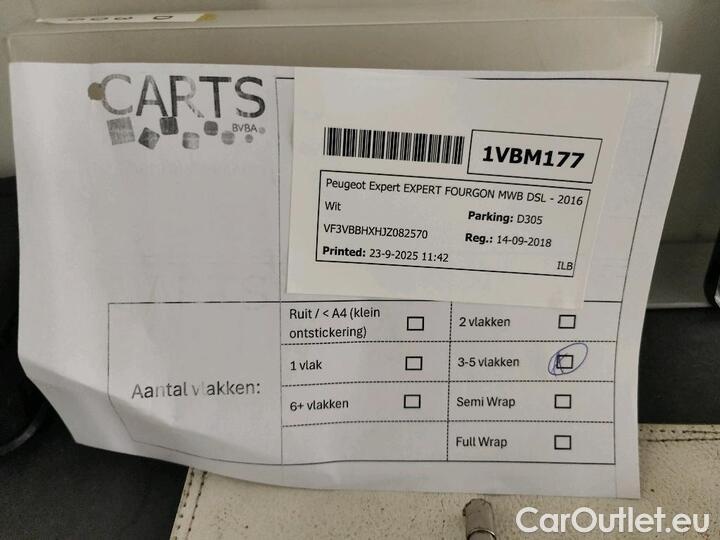 CARTS
BVBA
1VBM177
Peugeot Expert EXPERT FOURGON MWB DSL - 2016
Wit
Parking: D305
VF3VBBHXHJZ082570
Reg.: 14-09-2018
Printed: 23-9-2025 11:42
ILB
Aantal vlakken:
Ruit / < A4 (klein
ontstickering)
2 vlakken
1 vlak
3-5 vlakken
6+ vlakken
Semi Wrap
Full Wrap
CarOutlet.eu